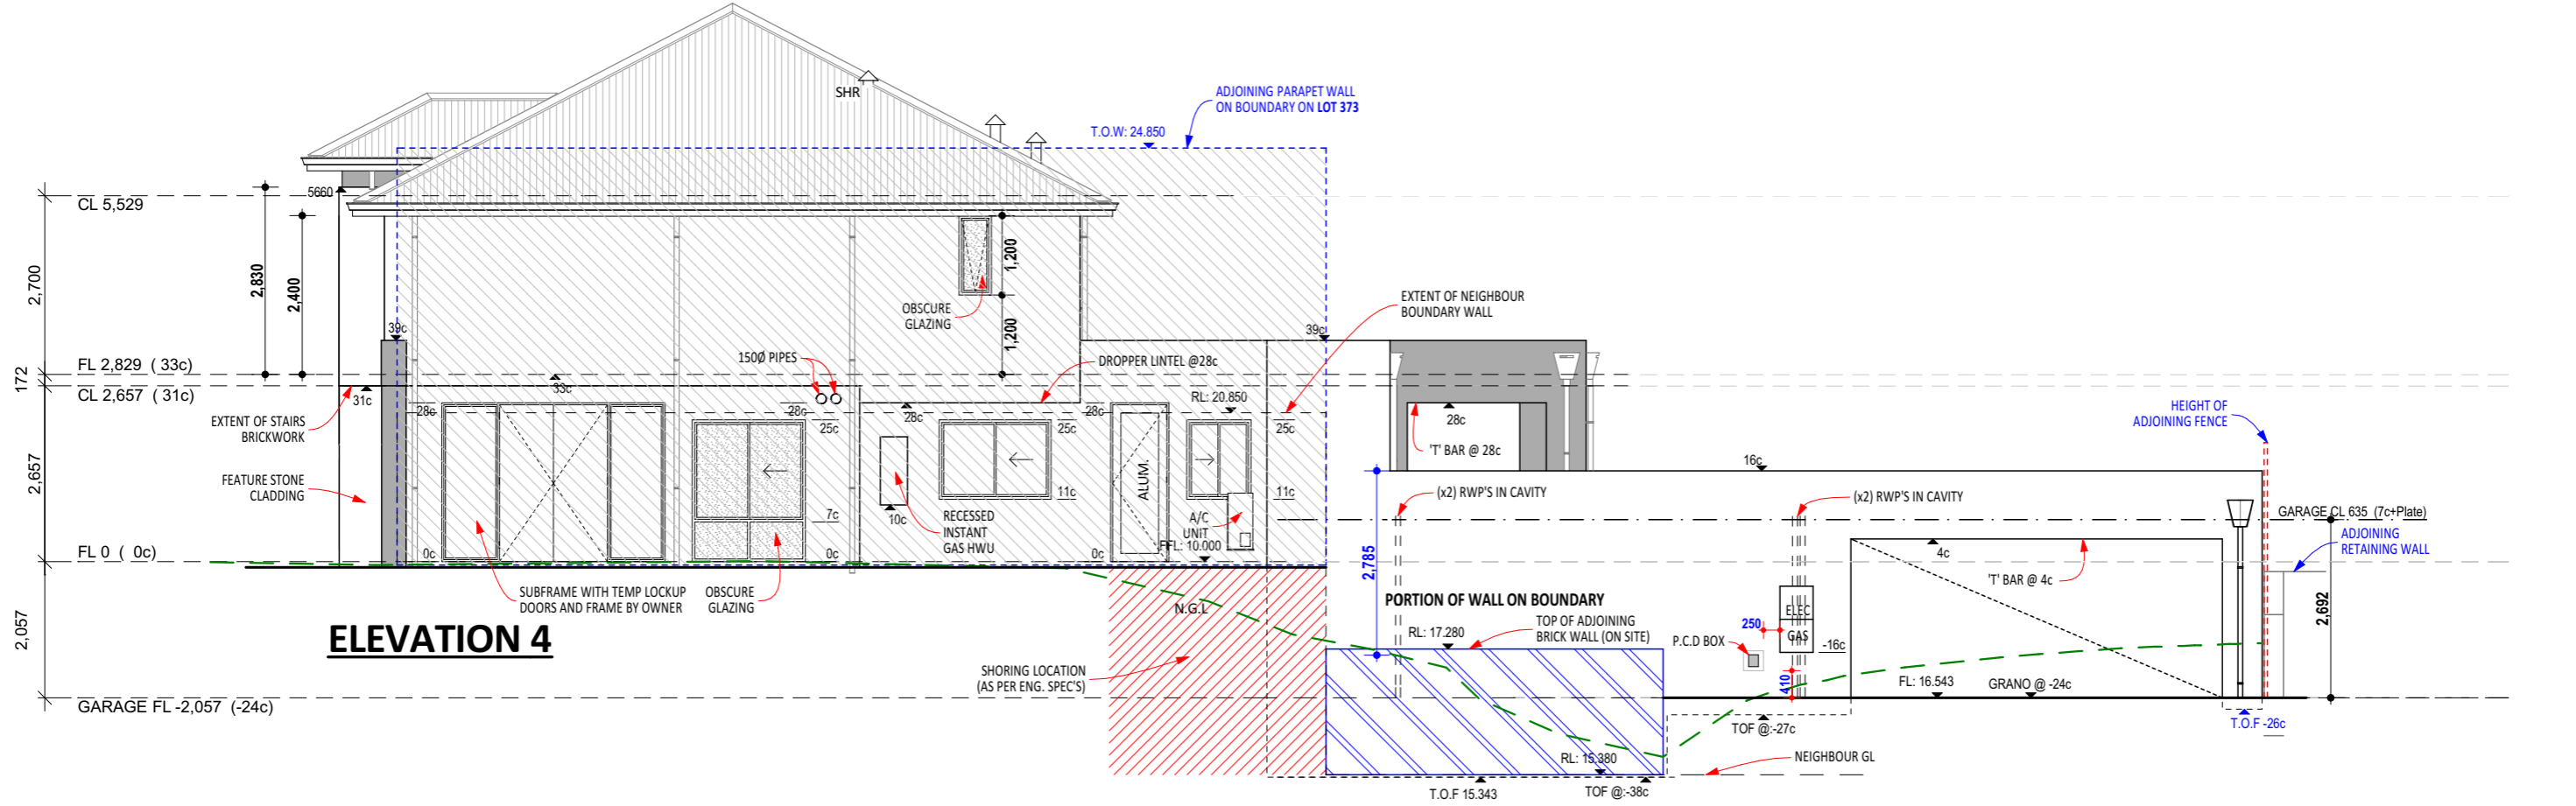 SHR
ADJOINING PARAPET WALL
ON BOUNDARY ON LOT 373
T.O.W: 24.850
5660
CL 5,529
2,700
2,830
2,400
1,200
OBSCURE
GLAZING
1,200
EXTENT OF NEIGHBOUR
BOUNDARY WALL
39c
39c
FL 2,829 ( 33c)
172
CL 2,657 ( 31c)
150Ø PIPES
DROPPER LINTEL @28c
33c
31c
28c
28c
28c
28c
RL: 20.850
28c
'T' BAR @ 28c
HEIGHT OF
ADJOINING FENCE
EXTENT OF STAIRS
BRICKWORK
25c
25c
25c
2,657
FEATURE STONE
CLADDING
ALUM.
16c
11c
11c
(x2) RWP'S IN CAVITY
(x2) RWP'S IN CAVITY
7c
10c
RECESSED
INSTANT
GAS HWU
A/C
UNIT
GARAGE CL 635 (7c+Plate)
ADJOINING
RETAINING WALL
FL 0 ( 0c)
0c
0c
0c
FFL: 10.000
4c
2,785
'T' BAR @ 4c
SUBFRAME WITH TEMP LOCKUP
DOORS AND FRAME BY OWNER
OBSCURE
GLAZING
N.G.L
PORTION OF WALL ON BOUNDARY
ELEC
GAS
250
2,692
2,057
ELEVATION 4
RL: 17.280
TOP OF ADJOINING
BRICK WALL (ON SITE)
P.C.D BOX
-16c
SHORING LOCATION
(AS PER ENG. SPEC'S)
410
FL: 16.543
GRANO @ -24c
GARAGE FL -2,057 (-24c)
TOF @:-27c
T.O.F -26c
RL: 15.380
NEIGHBOUR GL
T.O.F 15.343
TOF @:-38c